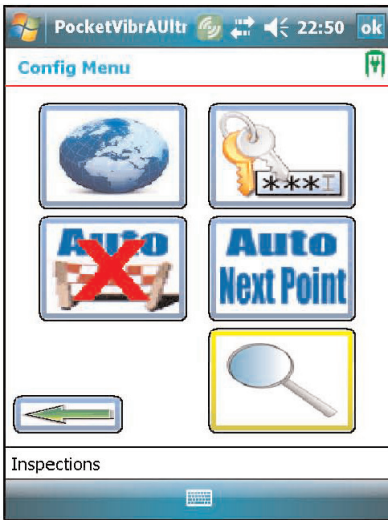 PocketVibrAUltr 22:50 ok
Config Menu
***
Auto
Auto
Next Point
Inspections